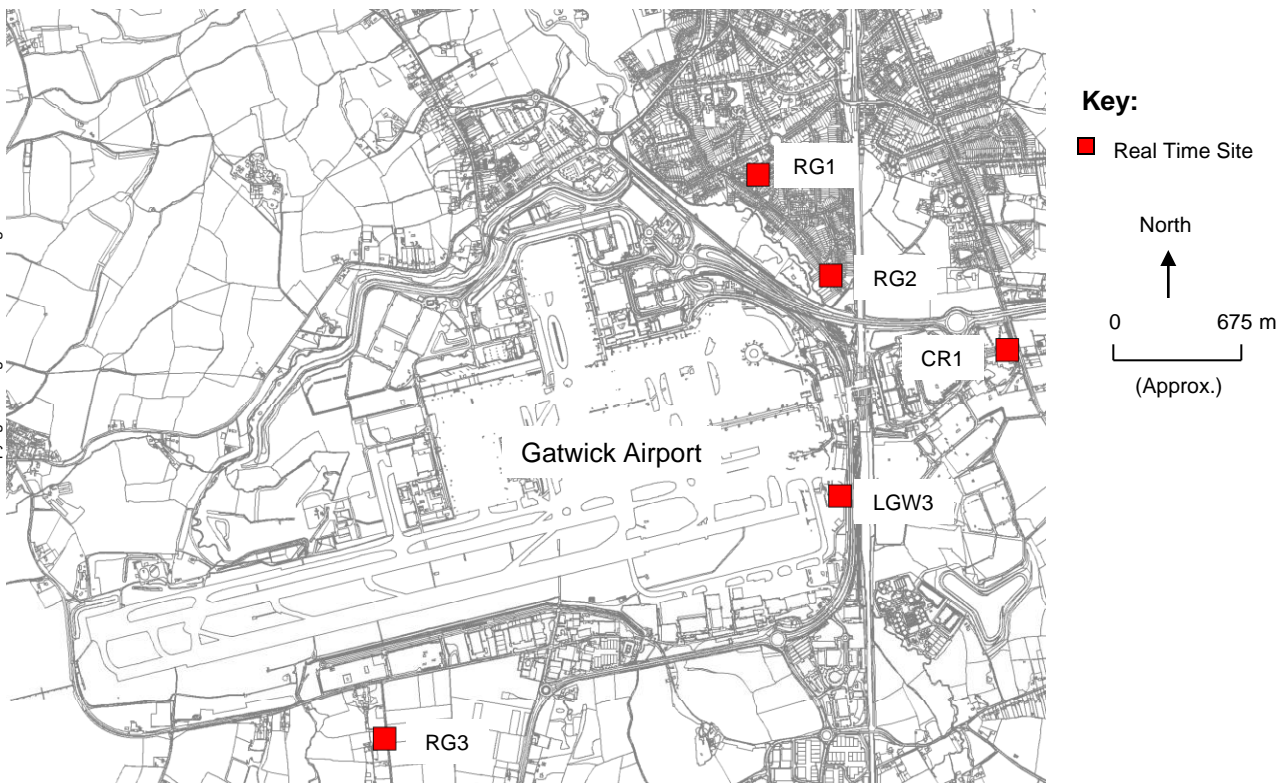 RG1
RG2
CR1
Gatwick Airport
LGW3
RG3
Key:
Real Time Site
North
0 675 m
(Approx.)